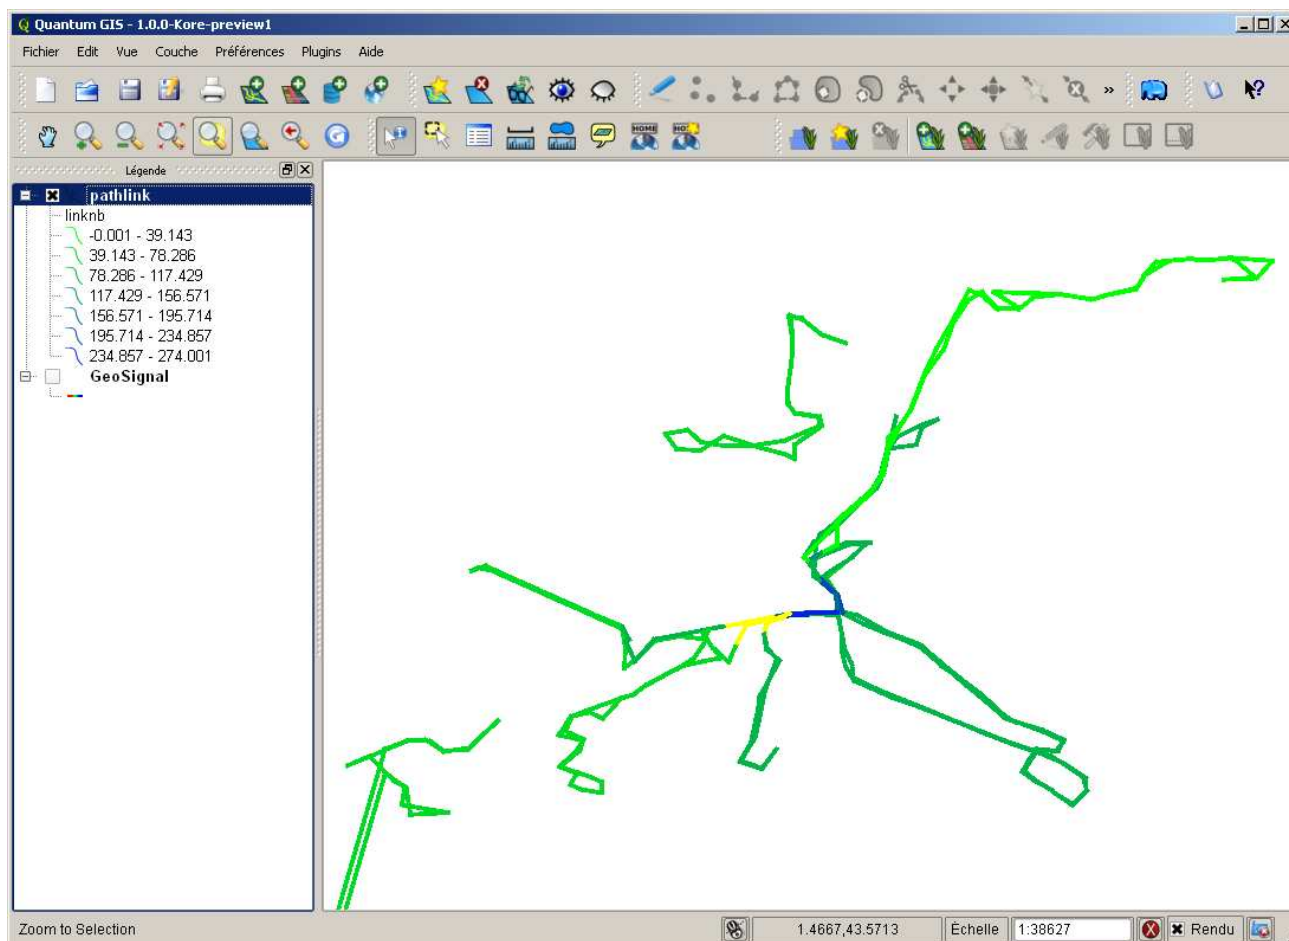 Quantum GIS - 1.0.0-Kore-preview1
Fichier Edit Vue Couche Préférences Plugins Aide
»
HOME
Légende
pathlink
linknb
-0.001 - 39.143
39.143 - 78.286
78.286 - 117.429
117.429 - 156.571
156.571 - 195.714
195.714 - 234.857
234.857 - 274.001
GeoSignal
Zoom to Selection 1.4667,43.5713 Échelle 1:38627 Rendu